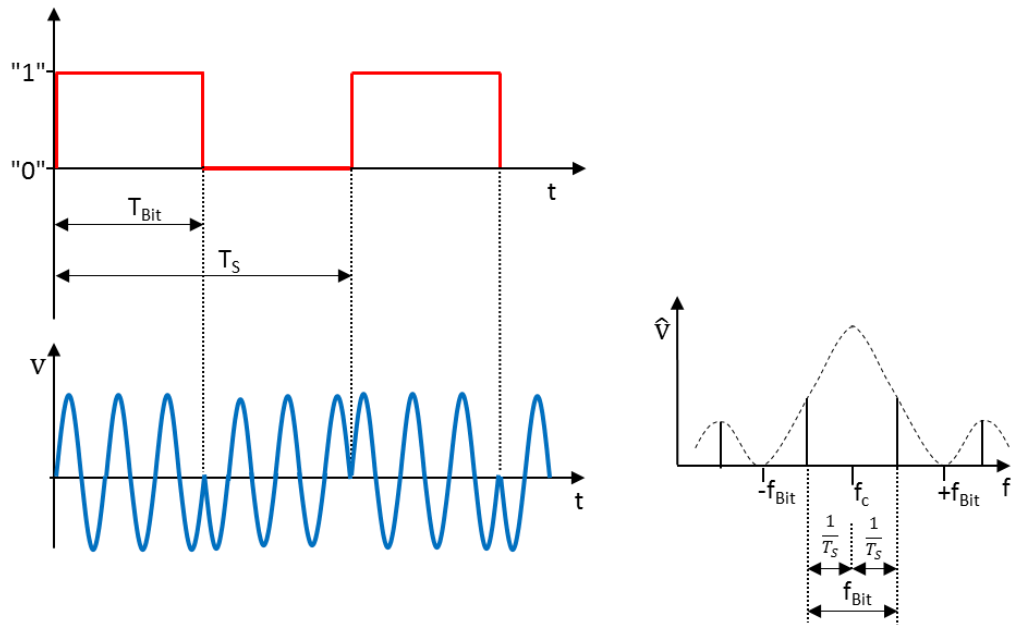 "1"
"0"
t
T_Bit
T_S
V
t
v̂
f
-f_Bit
f_c
+f_Bit
1/T_S
1/T_S
f_Bit